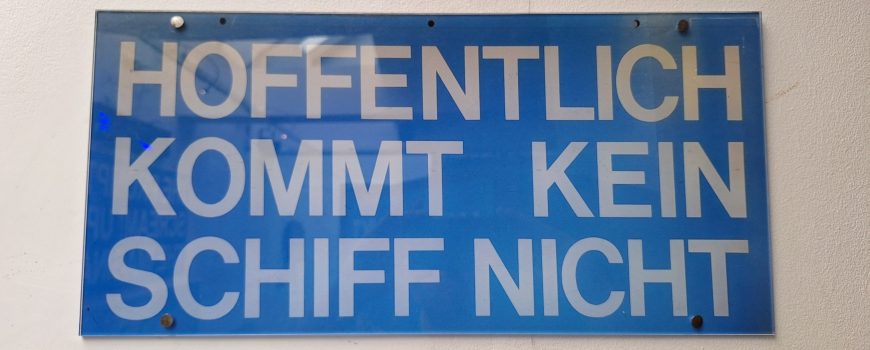 HOFFENTLICH
KOMMT KEIN
SCHIFF NICHT